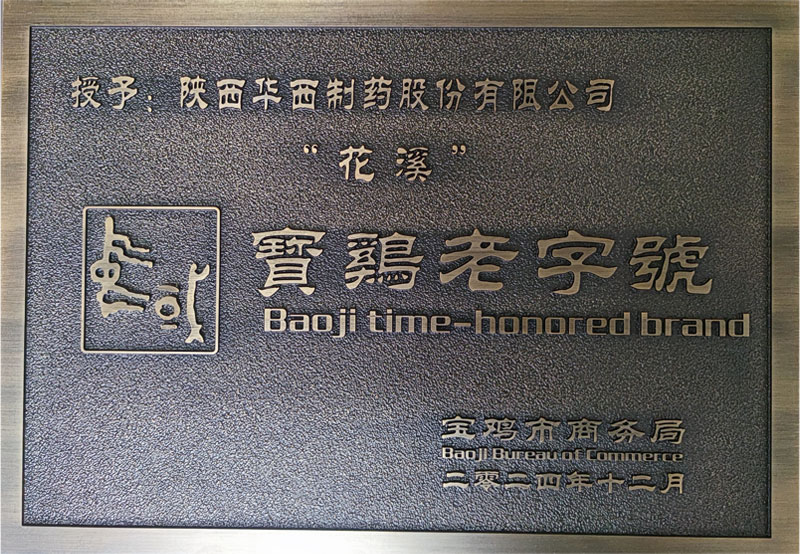 授予：陕西华西制药股份有限公司
“花溪”
寶鷄老字號
Baoji time-honored brand
宝鸡市商务局
Baoji Bureau of Commerce
二零二四年十二月